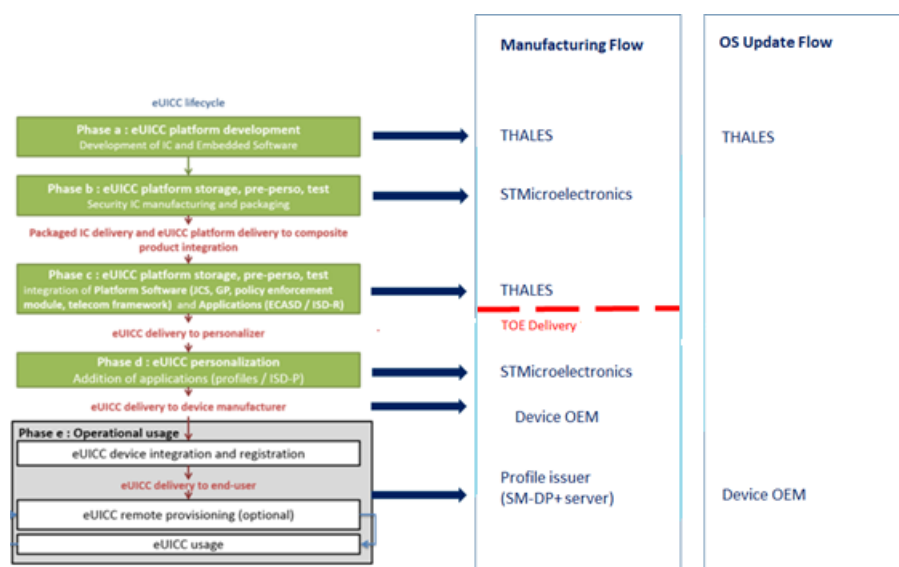 Manufacturing Flow
OS Update Flow
eUICC lifecycle
Phase a : eUICC platform development
Development of IC and Embedded Software
THALES
THALES
Phase b : eUICC platform storage, pre-perso, test
Security IC manufacturing and packaging
STMicroelectronics
Packaged IC delivery and eUICC platform delivery to composite
product integration
Phase c : eUICC platform storage, pre-perso, test
integration of Platform Software (JCS, GP, policy enforcement
module, telecom framework) and Applications (ECASD / ISD-R)
THALES
TOE Delivery
eUICC delivery to personalizer
Phase d : eUICC personalization
Addition of applications (profiles / ISD-P)
STMicroelectronics
eUICC delivery to device manufacturer
Device OEM
Phase e : Operational usage
eUICC device integration and registration
eUICC delivery to end-user
Profile issuer
(SM-DP+ server)
Device OEM
eUICC remote provisioning (optional)
eUICC usage